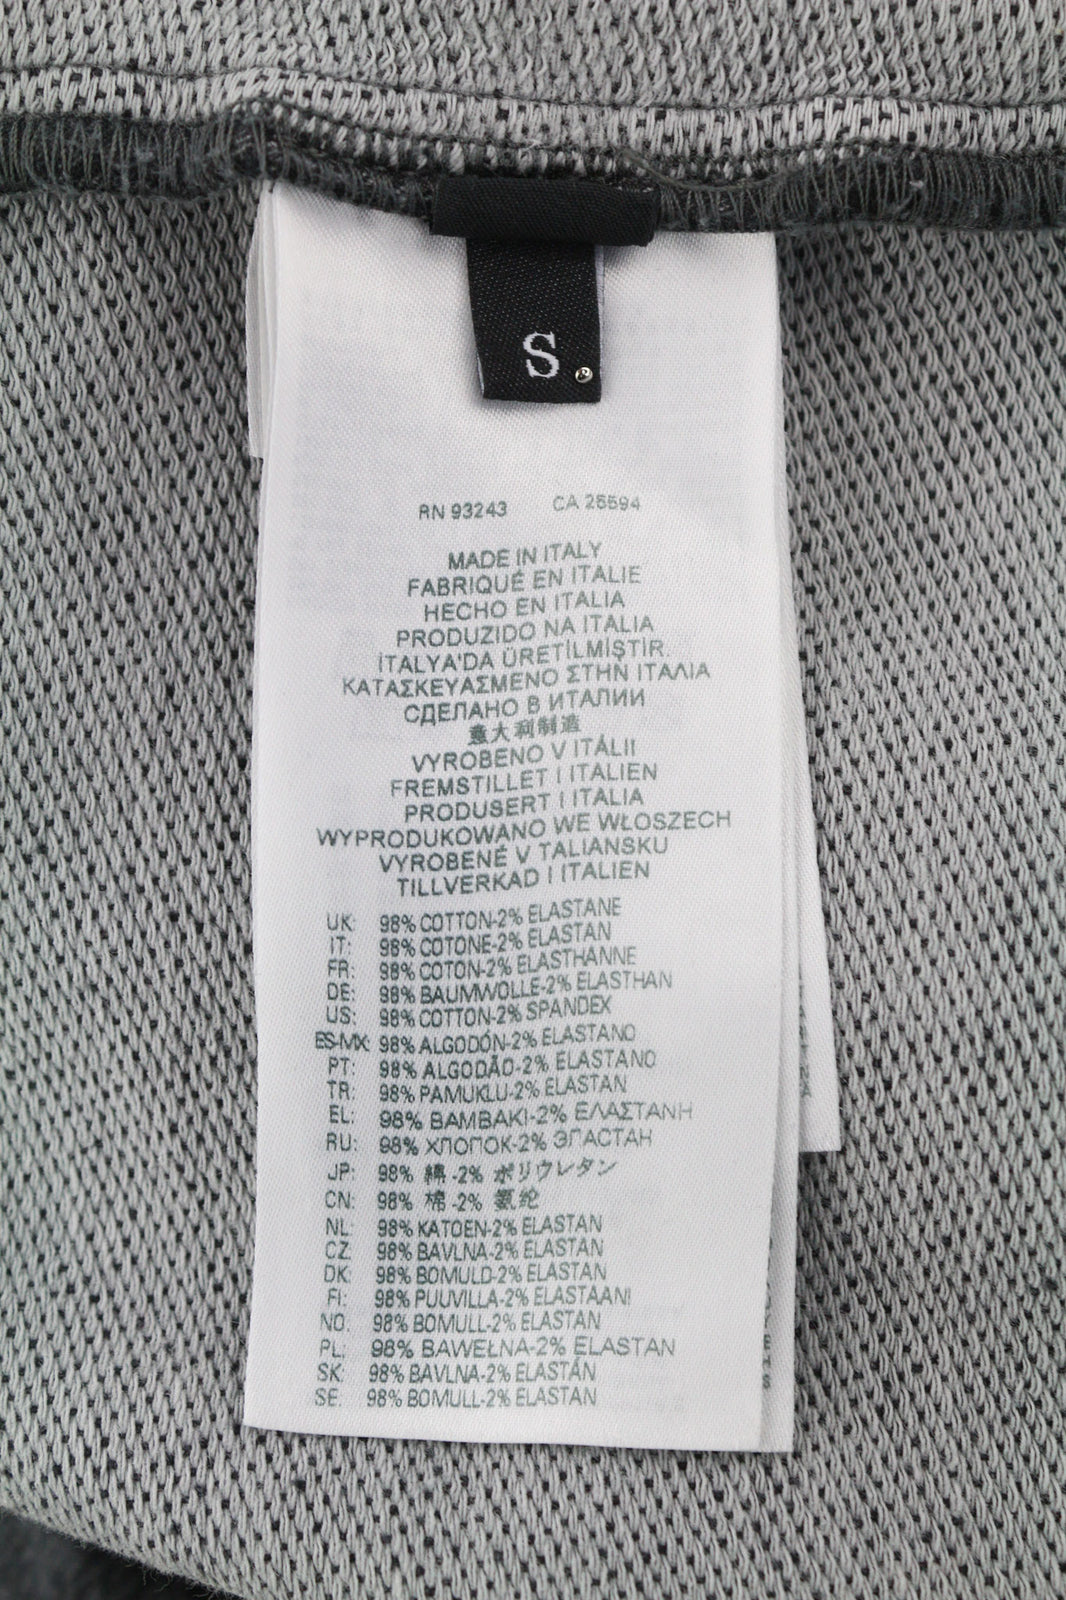 S
RN 93243 CA 25594
MADE IN ITALY
FABRIQUÉ EN ITALIE
HECHO EN ITALIA
PRODUZIDO NA ITALIA
İTALYA'DA ÜRETİLMİŞTİR.
ΚΑΤΑΣΚΕΥΑΣΜΕΝΟ ΣΤΗΝ ΙΤΑΛΙΑ
СДЕЛАНО В ИТАЛИИ
意大利制造
VYROBENO V ITÁLII
FREMSTILLET I ITALIEN
PRODUSERT I ITALIA
WYPRODUKOWANO WE WŁOSZECH
VYROBENÉ V TALIANSKU
TILLVERKAD I ITALIEN
UK: 98% COTTON-2% ELASTANE
IT: 98% COTONE-2% ELASTAN
FR: 98% COTON-2% ELASTHANNE
DE: 98% BAUMWOLLE-2% ELASTHAN
US: 98% COTTON-2% SPANDEX
ES-MX: 98% ALGODÓN-2% ELASTANO
PT: 98% ALGODÃO-2% ELASTANO
TR: 98% PAMUKLU-2% ELASTAN
EL: 98% ΒΑΜΒΑΚΙ-2% ΕΛΑΣΤΑΝΗ
RU: 98% ХЛОПОК-2% ЭЛАСТАН
JP: 98% 綿 -2% ポリウレタン
CN: 98% 棉 -2% 氨纶
NL: 98% KATOEN-2% ELASTAN
CZ: 98% BAVLNA-2% ELASTAN
DK: 98% BOMULD-2% ELASTAN
FI: 98% PUUVILLA-2% ELASTAANI
NO: 98% BOMULL-2% ELASTAN
PL: 98% BAWEŁNA-2% ELASTAN
SK: 98% BAVLNA-2% ELASTÁN
SE: 98% BOMULL-2% ELASTAN